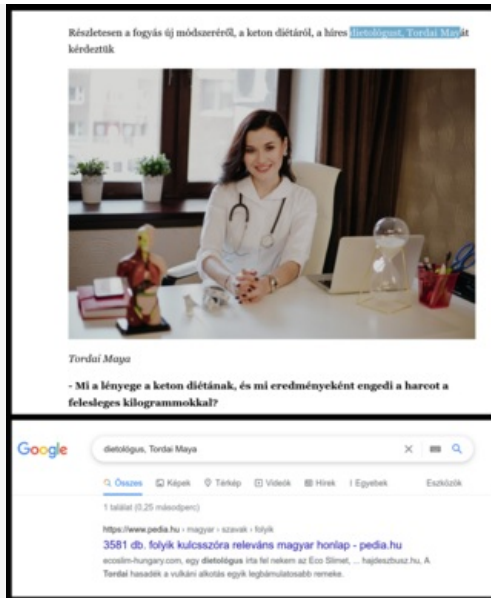 Részletesen a fogyás új módszeréről, a keton diétáról, a híres dietológust, Tordai Mayát
kérdeztük
Tordai Maya
- Mi a lényege a keton diétának, és mi eredményeként engedi a harcot a
felesleges kilogrammokkal?
Google
dietológus, Tordai Maya
Összes Képek Térkép Videók Hírek Egyebek Eszközök
1 találat (0,25 másodperc)
https://www.pedia.hu › magyar › szavak › folyik
3581 db. folyik kulcsszóra releváns magyar honlap - pedia.hu
ecoslim-hungary.com, egy dietológus írta fel nekem az Eco Slimet, ... hajdeszbusz.hu, A
Tordai hasadék a vulkáni alkotás egyik legbámulatosabb remeke.